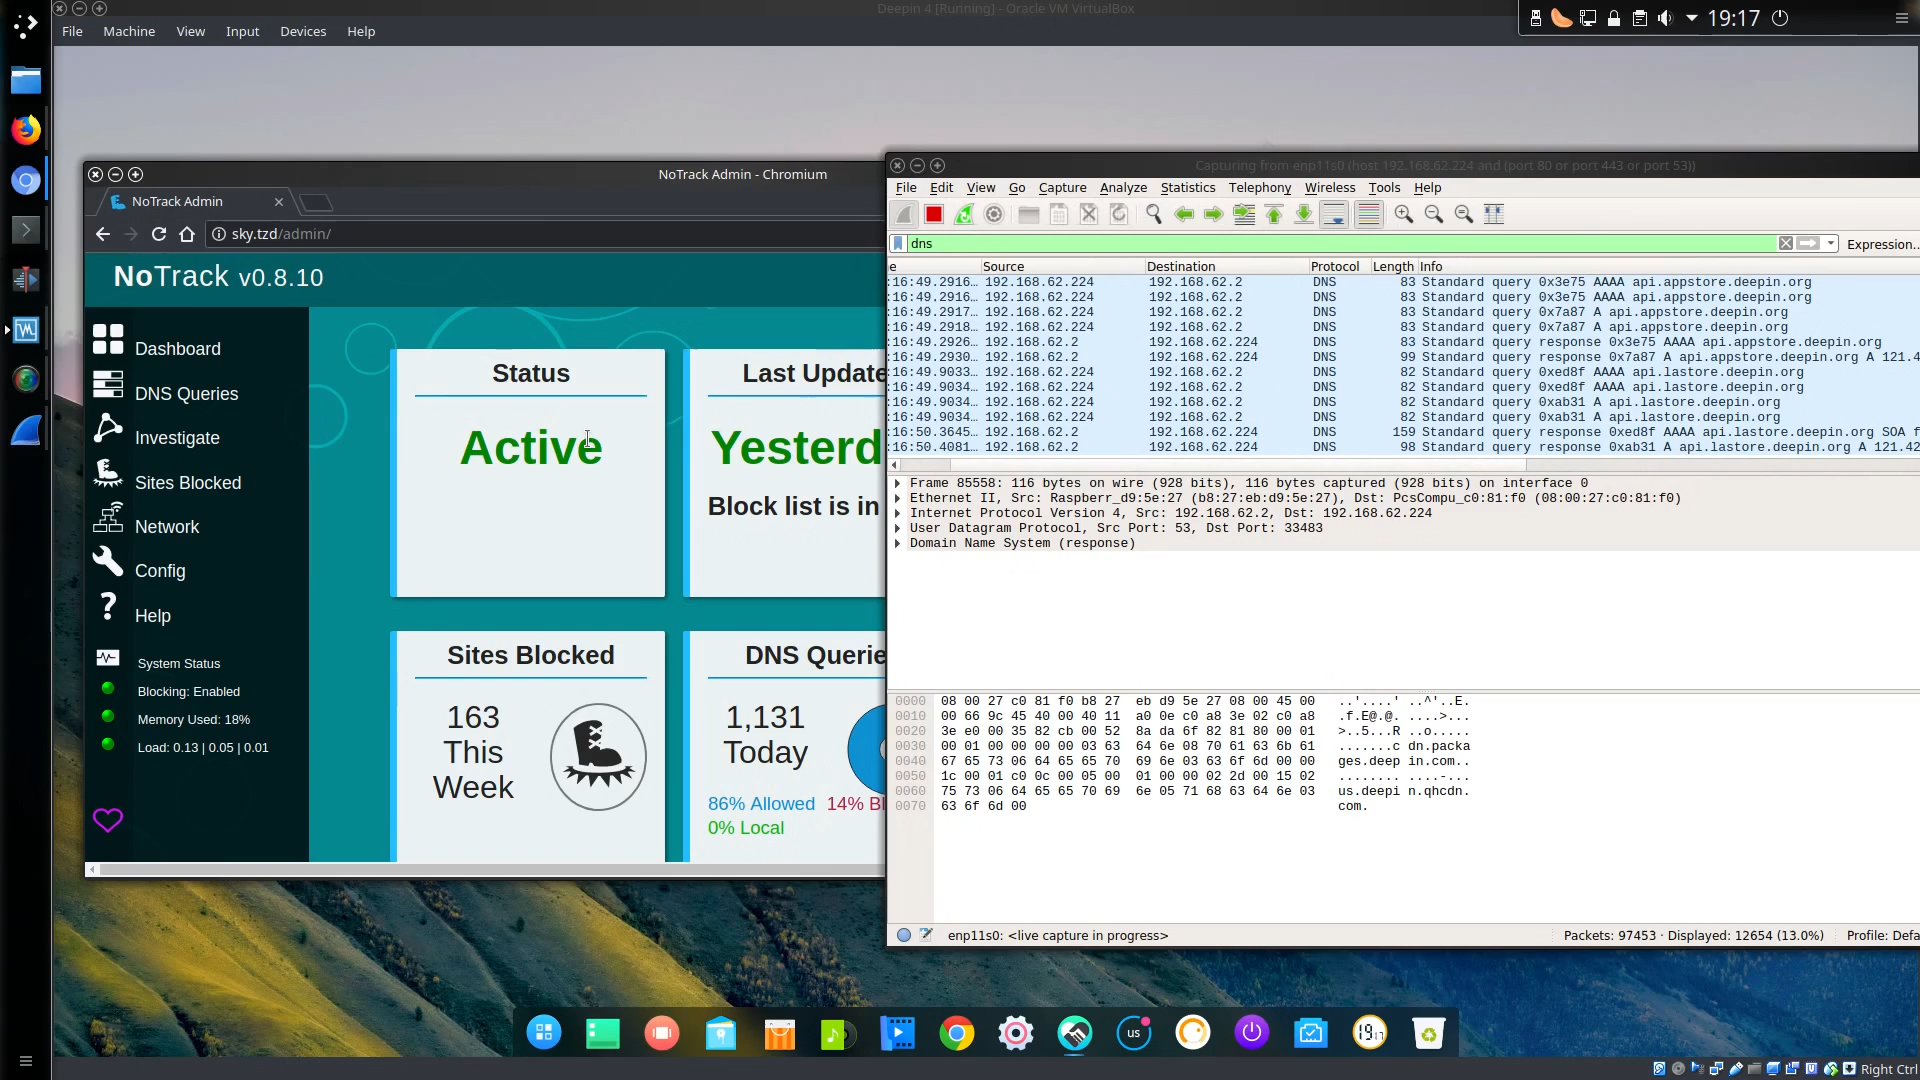 Deepin 4 [Running] - Oracle VM VirtualBox
File Machine View Input Devices Help
19:17
NoTrack Admin - Chromium
NoTrack Admin
sky.tzd/admin/
NoTrack v0.8.10
Dashboard
DNS Queries
Investigate
Sites Blocked
Network
Config
Help
System Status
Blocking: Enabled
Memory Used: 18%
Load: 0.13 | 0.05 | 0.01
Status
Active
Last Update
Yesterd
Block list is in
Sites Blocked
163
This
Week
DNS Querie
1,131
Today
86% Allowed 14% Bl
0% Local
Capturing from enp11s0 (host 192.168.62.224 and (port 80 or port 443 or port 53))
File Edit View Go Capture Analyze Statistics Telephony Wireless Tools Help
dns
Expression…
e Source Destination Protocol Length Info
:16:49.2916… 192.168.62.224 192.168.62.2 DNS 83 Standard query 0x3e75 AAAA api.appstore.deepin.org
:16:49.2916… 192.168.62.224 192.168.62.2 DNS 83 Standard query 0x3e75 AAAA api.appstore.deepin.org
:16:49.2917… 192.168.62.224 192.168.62.2 DNS 83 Standard query 0x7a87 A api.appstore.deepin.org
:16:49.2918… 192.168.62.224 192.168.62.2 DNS 83 Standard query 0x7a87 A api.appstore.deepin.org
:16:49.2926… 192.168.62.2 192.168.62.224 DNS 83 Standard query response 0x3e75 AAAA api.appstore.deepin.org
:16:49.2930… 192.168.62.2 192.168.62.224 DNS 99 Standard query response 0x7a87 A api.appstore.deepin.org A 121.4
:16:49.9033… 192.168.62.224 192.168.62.2 DNS 82 Standard query 0xed8f AAAA api.lastore.deepin.org
:16:49.9034… 192.168.62.224 192.168.62.2 DNS 82 Standard query 0xed8f AAAA api.lastore.deepin.org
:16:49.9034… 192.168.62.224 192.168.62.2 DNS 82 Standard query 0xab31 A api.lastore.deepin.org
:16:49.9034… 192.168.62.224 192.168.62.2 DNS 82 Standard query 0xab31 A api.lastore.deepin.org
:16:50.3645… 192.168.62.2 192.168.62.224 DNS 159 Standard query response 0xed8f AAAA api.lastore.deepin.org SOA f
:16:50.4081… 192.168.62.2 192.168.62.224 DNS 98 Standard query response 0xab31 A api.lastore.deepin.org A 121.42
Frame 85558: 116 bytes on wire (928 bits), 116 bytes captured (928 bits) on interface 0
Ethernet II, Src: Raspberr_d9:5e:27 (b8:27:eb:d9:5e:27), Dst: PcsCompu_c0:81:f0 (08:00:27:c0:81:f0)
Internet Protocol Version 4, Src: 192.168.62.2, Dst: 192.168.62.224
User Datagram Protocol, Src Port: 53, Dst Port: 33483
Domain Name System (response)
0000 08 00 27 c0 81 f0 b8 27 eb d9 5e 27 08 00 45 00 ..'....' ..^'..E.
0010 00 66 9c 45 40 00 40 11 a0 0e c0 a8 3e 02 c0 a8 .f.E@.@. ....>...
0020 3e e0 00 35 82 cb 00 52 8a da 6f 82 81 80 00 01 >..5...R ..o.....
0030 00 01 00 00 00 00 03 63 64 6e 08 70 61 63 6b 61 .......c dn.packa
0040 67 65 73 06 64 65 65 70 69 6e 03 63 6f 6d 00 00 ges.deep in.com..
0050 1c 00 01 c0 0c 00 05 00 01 00 00 02 2d 00 15 02 ........ ....-...
0060 75 73 06 64 65 65 70 69 6e 05 71 68 63 64 6e 03 us.deepi n.qhcdn.
0070 63 6f 6d 00 com.
enp11s0: <live capture in progress>
Packets: 97453 · Displayed: 12654 (13.0%) Profile: Defa
us
Right Ctrl